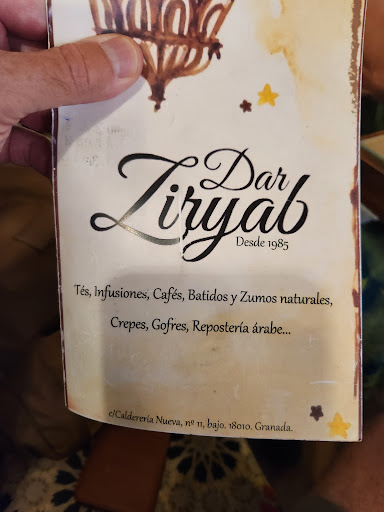 Dar
Ziryab
Desde 1985
Tés, Infusiones, Cafés, Batidos y Zumos naturales,
Crepes, Gofres, Repostería árabe...
c/Calderería Nueva, nº 11, bajo. 18010. Granada.